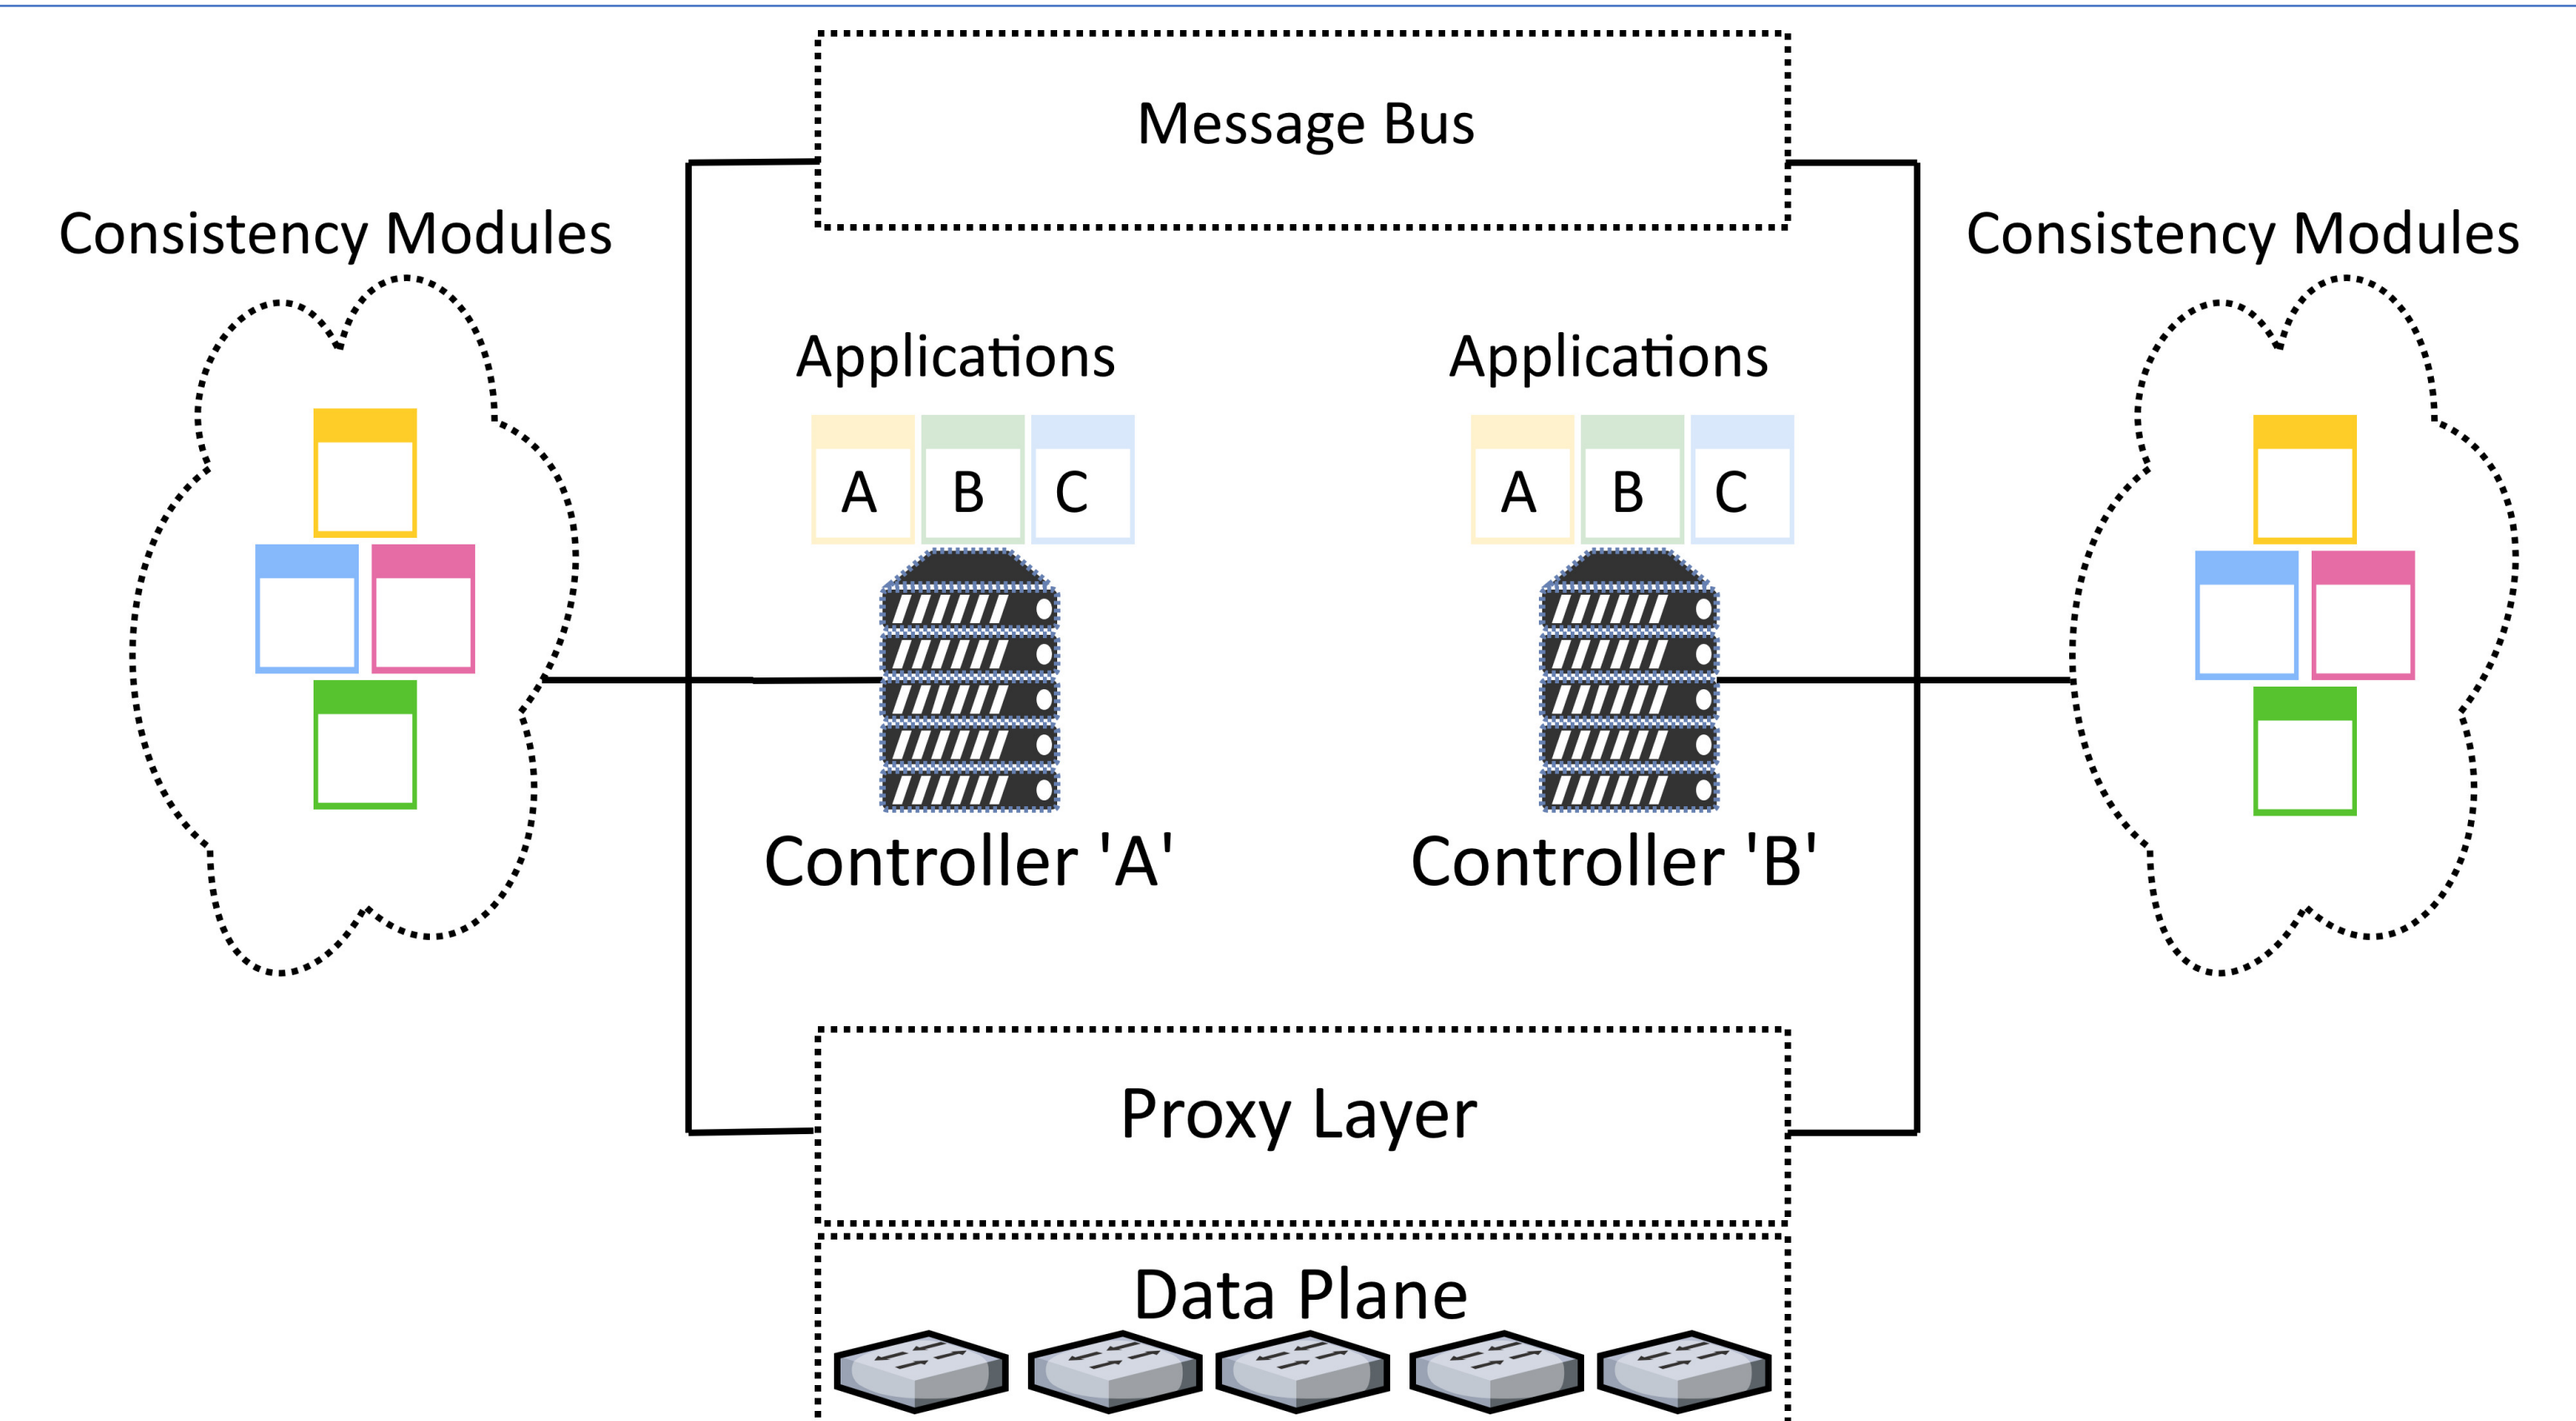 Message Bus
Consistency Modules
Consistency Modules
Applications
Applications
A B C
A B C
Controller 'A'
Controller 'B'
Proxy Layer
Data Plane